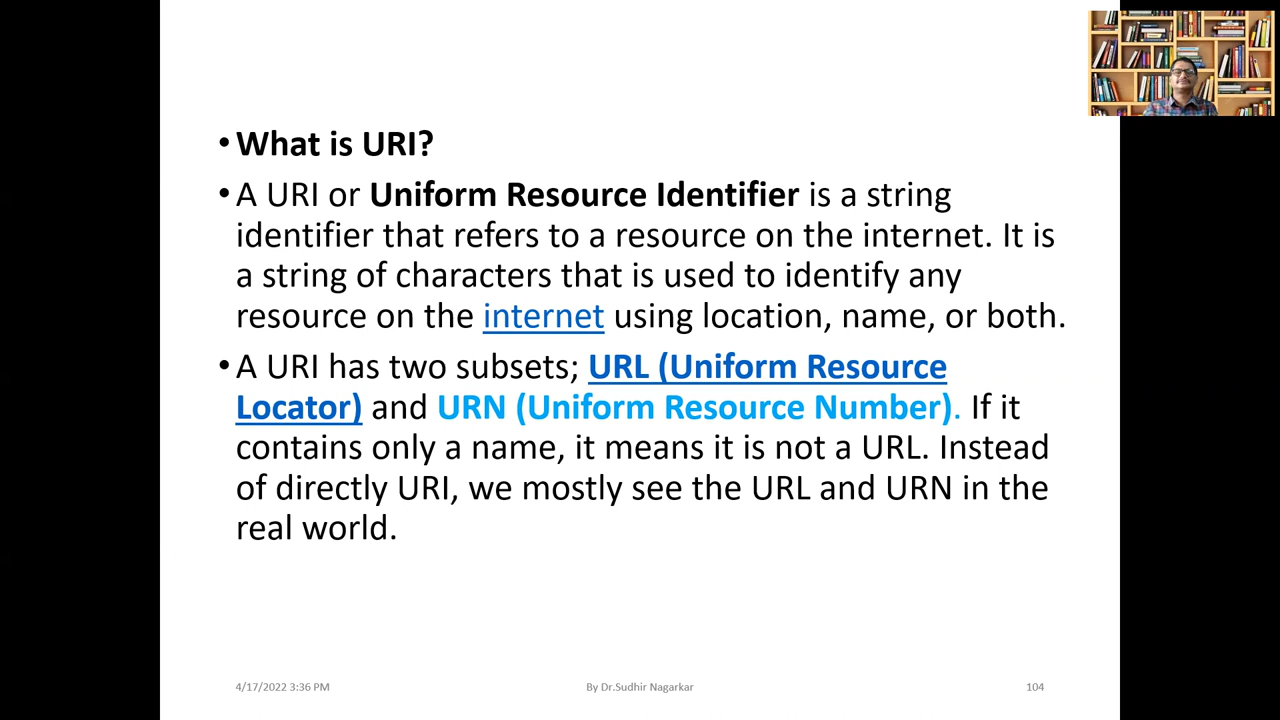 • What is URI?
• A URI or Uniform Resource Identifier is a string
identifier that refers to a resource on the internet. It is
a string of characters that is used to identify any
resource on the internet using location, name, or both.
• A URI has two subsets; URL (Uniform Resource
Locator) and URN (Uniform Resource Number). If it
contains only a name, it means it is not a URL. Instead
of directly URI, we mostly see the URL and URN in the
real world.
4/17/2022 3:36 PM
By Dr.Sudhir Nagarkar
104